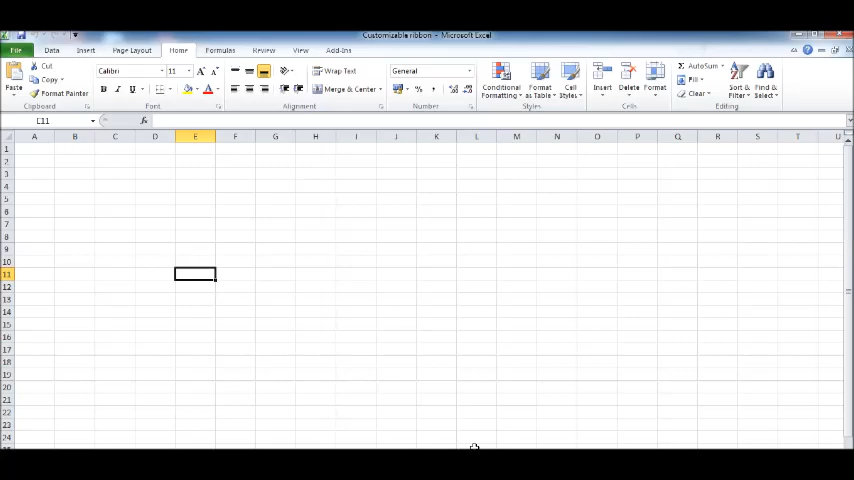 Customizable ribbon - Microsoft Excel
File Data Insert Page Layout Home Formulas Review View Add-Ins
Cut
Copy
Format Painter
Paste
Clipboard
Calibri 11
B I U
Font
Wrap Text
Merge & Center
Alignment
General
%
Number
Conditional Formatting
Format as Table
Cell Styles
Styles
Insert
Delete
Format
Cells
AutoSum
Fill
Clear
Sort & Filter
Find & Select
Editing
E11
fx
A B C D E F G H I J K L M N O P Q R S T U
1
2
3
4
5
6
7
8
9
10
11
12
13
14
15
16
17
18
19
20
21
22
23
24